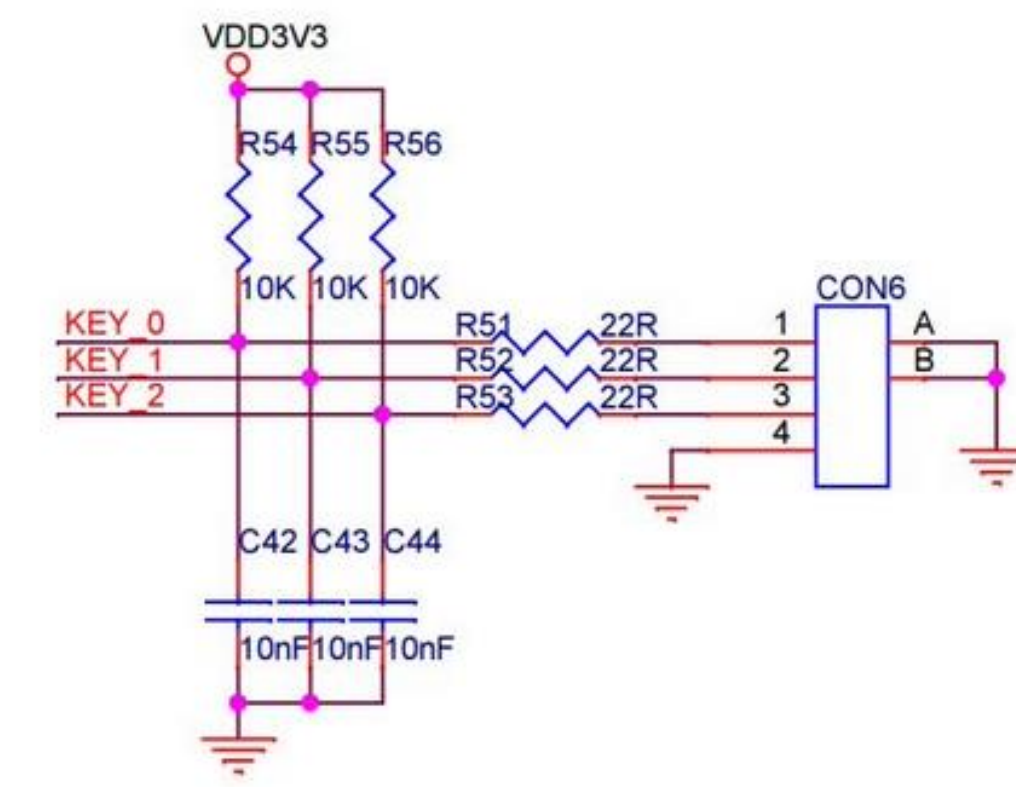 VDD3V3
R54 R55 R56
10K 10K 10K
CON6
KEY_0 R51 22R 1 A
KEY_1 R52 22R 2 B
KEY_2 R53 22R 3
4
C42 C43 C44
10nF 10nF 10nF